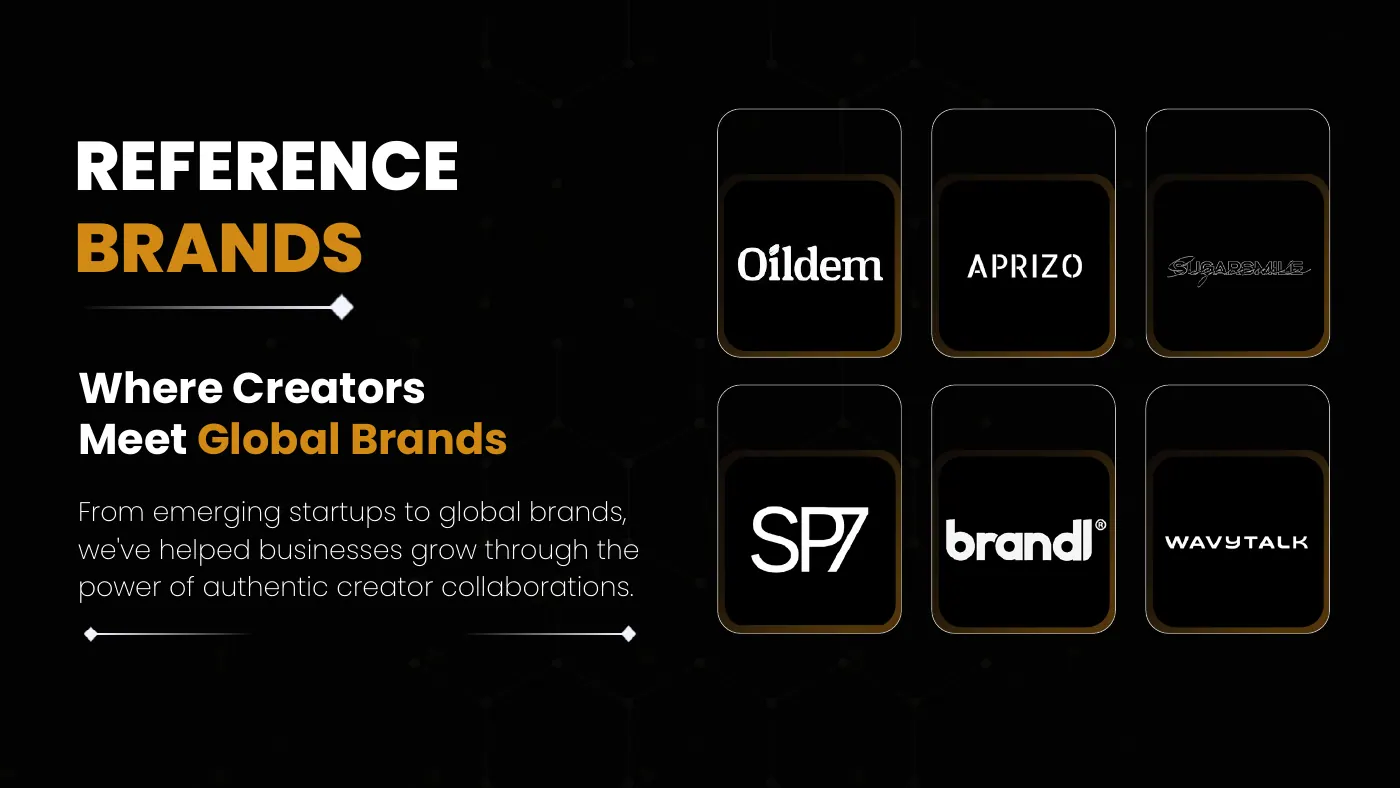 REFERENCE
BRANDS
Where Creators
Meet Global Brands
From emerging startups to global brands,
we've helped businesses grow through the
power of authentic creator collaborations.
Oildem
APRIZO
SUGARSMILE
SP7
brandl®
WAVYTALK